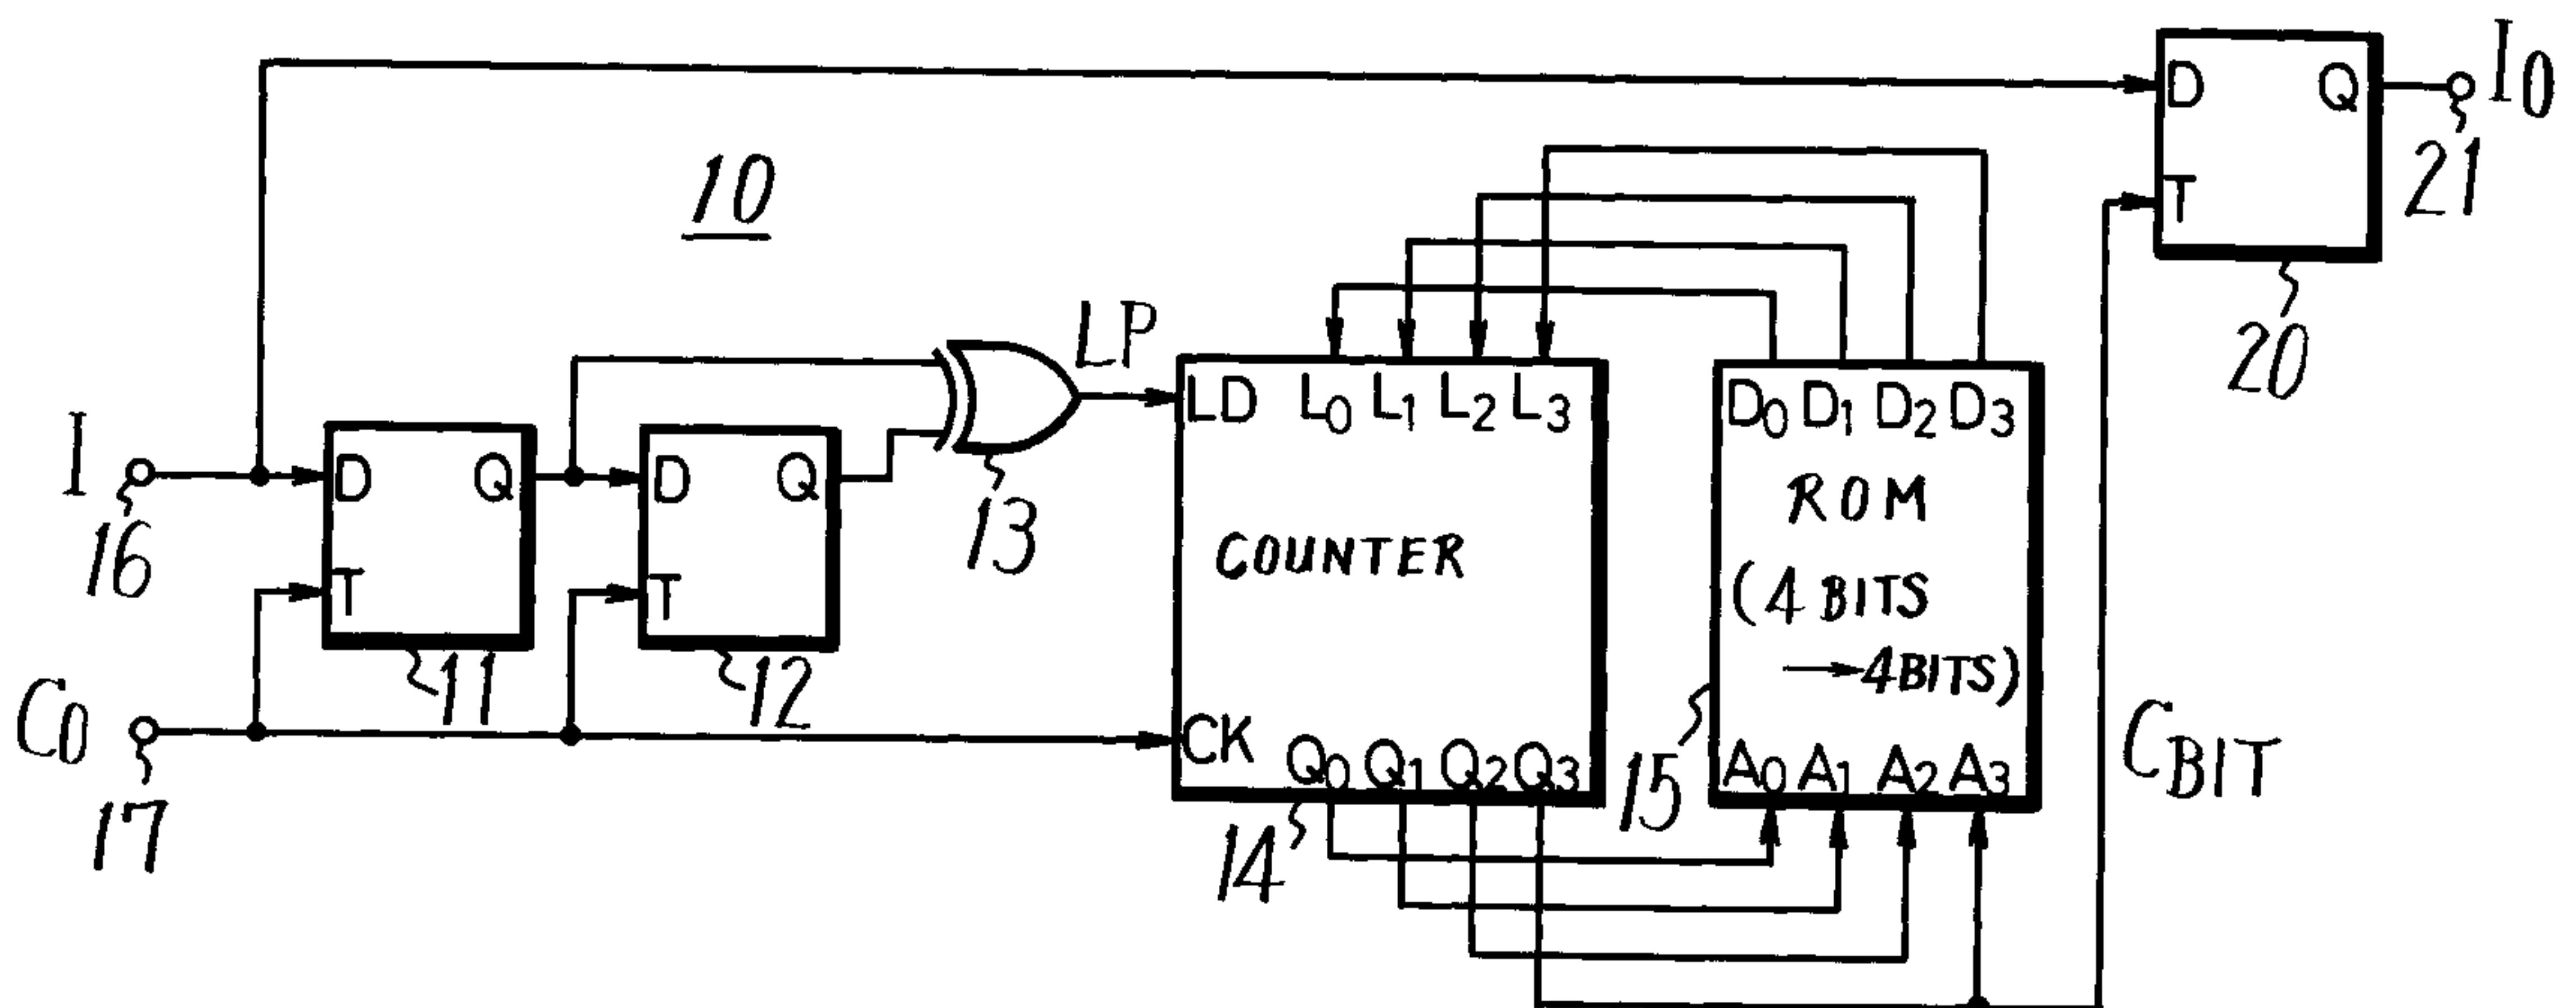 I
16
C0
17
10
D Q
T
11
D Q
T
12
13
LP
LD L0 L1 L2 L3
COUNTER
CK Q0 Q1 Q2 Q3
14
D0 D1 D2 D3
ROM
(4 BITS
→4BITS)
A0 A1 A2 A3
15
CBIT
D Q
T
20
I0
21